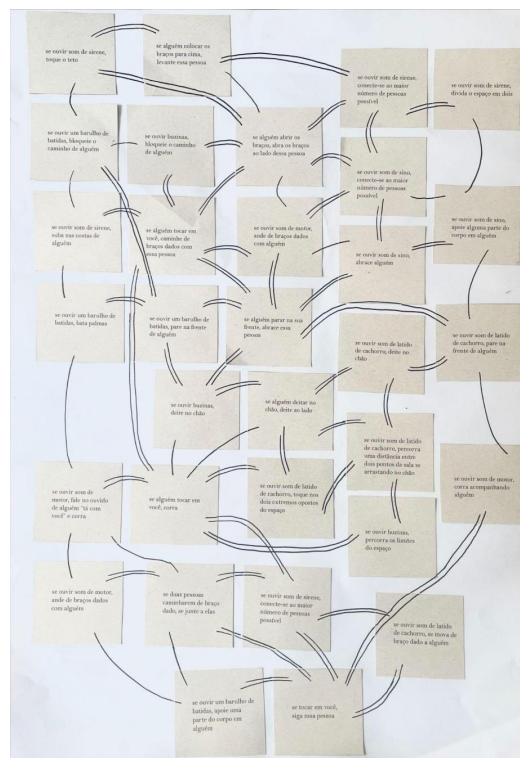 se ouvir som de sirene,
toque o teto
se alguém colocar os
braços para cima,
levante essa pessoa
se ouvir som de sirene,
conecte-se ao maior
número de pessoas
possível
se ouvir som de sirene,
divida o espaço em dois
se ouvir um barulho de
batidas, bloqueie o
caminho de alguém
se ouvir buzinas,
bloqueie o caminho
de alguém
se alguém abrir os
braços, abra os braços
ao lado dessa pessoa
se ouvir som de sino,
conecte-se ao maior
número de pessoas
possível
se ouvir som de sirene,
suba nas costas de
alguém
se alguém tocar em
você, caminhe de
braços dados com
essa pessoa
se ouvir som de motor,
ande de braços dados
com alguém
se ouvir som de sino,
abrace alguém
se ouvir som de sino,
apoie alguma parte do
corpo em alguém
se ouvir um barulho de
batidas, bata palmas
se ouvir um barulho de
batidas, pare na frente
de alguém
se alguém parar na sua
frente, abrace essa
pessoa
se ouvir som de latido
de cachorro, deite no
chão
se ouvir som de latido
de cachorro, pare na
frente de alguém
se ouvir buzinas,
deite no chão
se alguém deitar no
chão, deite ao lado
se ouvir som de latido
de cachorro, percorra
uma distância entre
dois pontos da sala se
arrastando no chão
se ouvir som de motor,
corra acompanhando
alguém
se ouvir som de
motor, fale no ouvido
de alguém "tá com
você" e corra
se alguém tocar em
você, corra
se ouvir som de latido
de cachorro, toque nos
dois extremos opostos
do espaço
se ouvir buzinas,
percorra os limites
do espaço
se ouvir som de motor,
ande de braços dados
com alguém
se duas pessoas
caminharem de braço
dado, se junte a elas
se ouvir som de sirene,
conecte-se ao maior
número de pessoas
possível
se ouvir som de latido
de cachorro, se mova de
braço dado a alguém
se ouvir um barulho de
batidas, apoie uma
parte do corpo em
alguém
se tocar em você,
siga essa pessoa